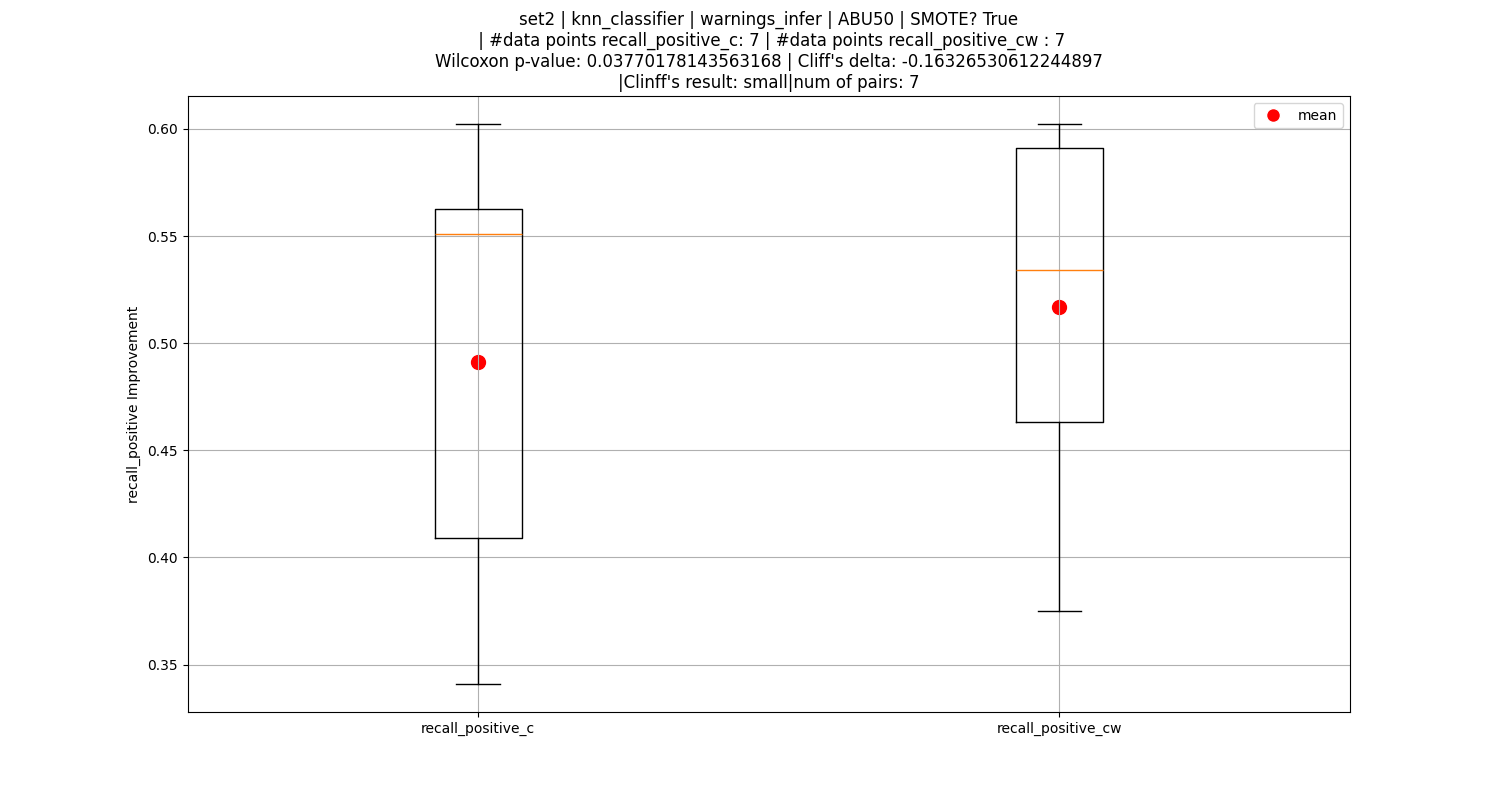 set2 | knn_classifier | warnings_infer | ABU50 | SMOTE? True
| #data points recall_positive_c: 7 | #data points recall_positive_cw : 7
Wilcoxon p-value: 0.03770178143563168 | Cliff's delta: -0.16326530612244897
|Clinff's result: small|num of pairs: 7
mean
0.60
0.55
0.50
0.45
0.40
0.35
recall_positive Improvement
recall_positive_c
recall_positive_cw